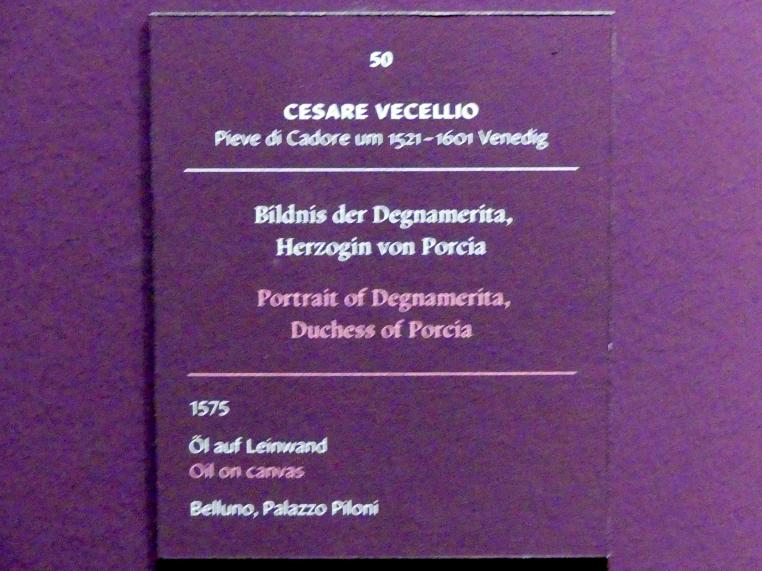 50
CESARE VECELLIO
Pieve di Cadore um 1521–1601 Venedig
Bildnis der Degnamerita,
Herzogin von Porcia
Portrait of Degnamerita,
Duchess of Porcia
1575
Öl auf Leinwand
Oil on canvas
Belluno, Palazzo Piloni